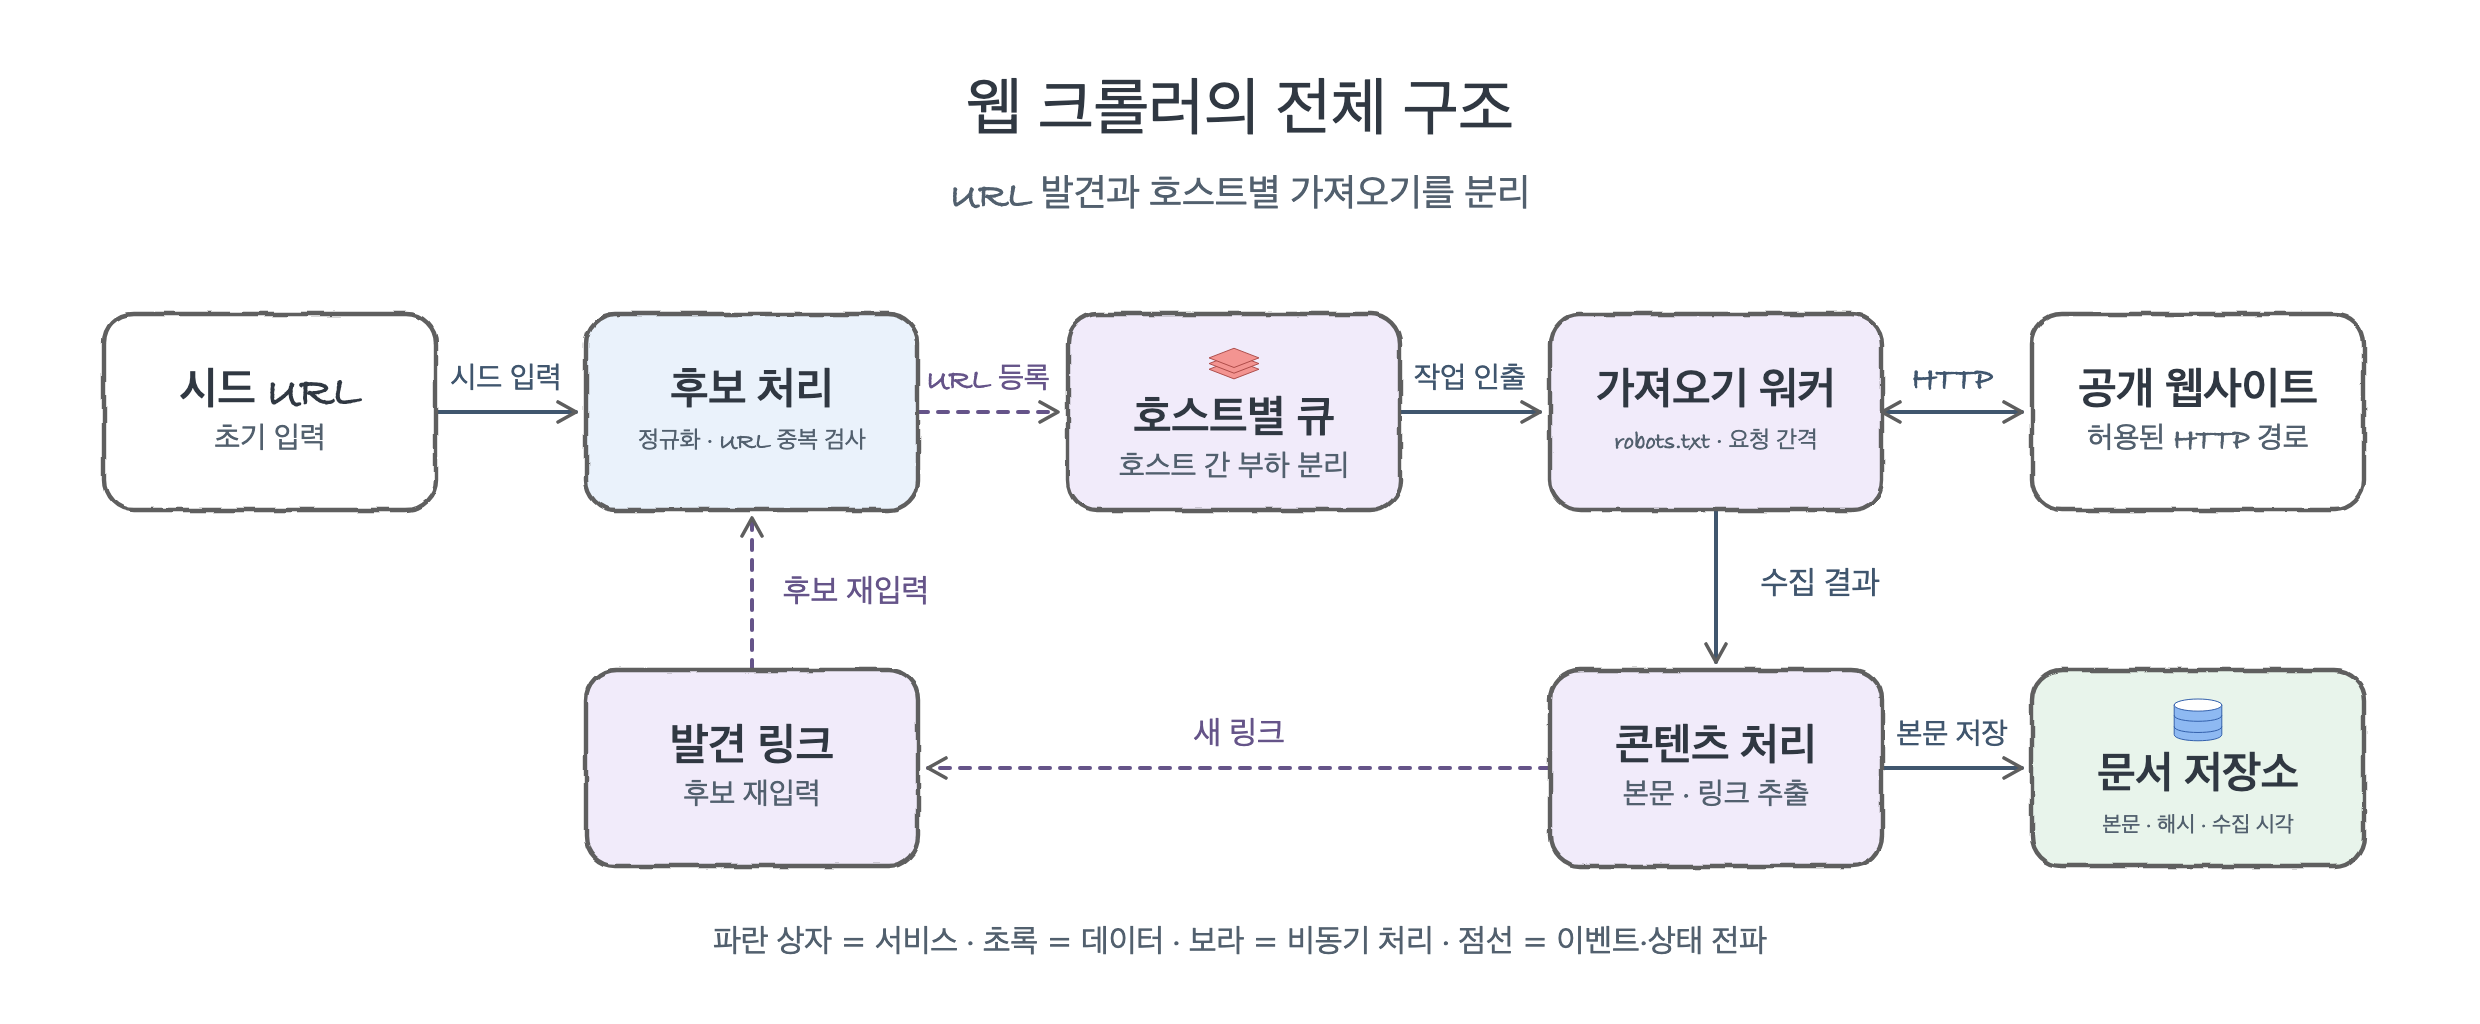 웹 크롤러의 전체 구조
URL 발견과 호스트별 가져오기를 분리
시드 URL
초기 입력
시드 입력
후보 처리
정규화 · URL 중복 검사
URL 등록
호스트별 큐
호스트 간 부하 분리
작업 인출
가져오기 워커
robots.txt · 요청 간격
HTTP
공개 웹사이트
허용된 HTTP 경로
후보 재입력
수집 결과
발견 링크
후보 재입력
새 링크
콘텐츠 처리
본문 · 링크 추출
본문 저장
문서 저장소
본문 · 해시 · 수집 시각
파란 상자 = 서비스 · 초록 = 데이터 · 보라 = 비동기 처리 · 점선 = 이벤트·상태 전파